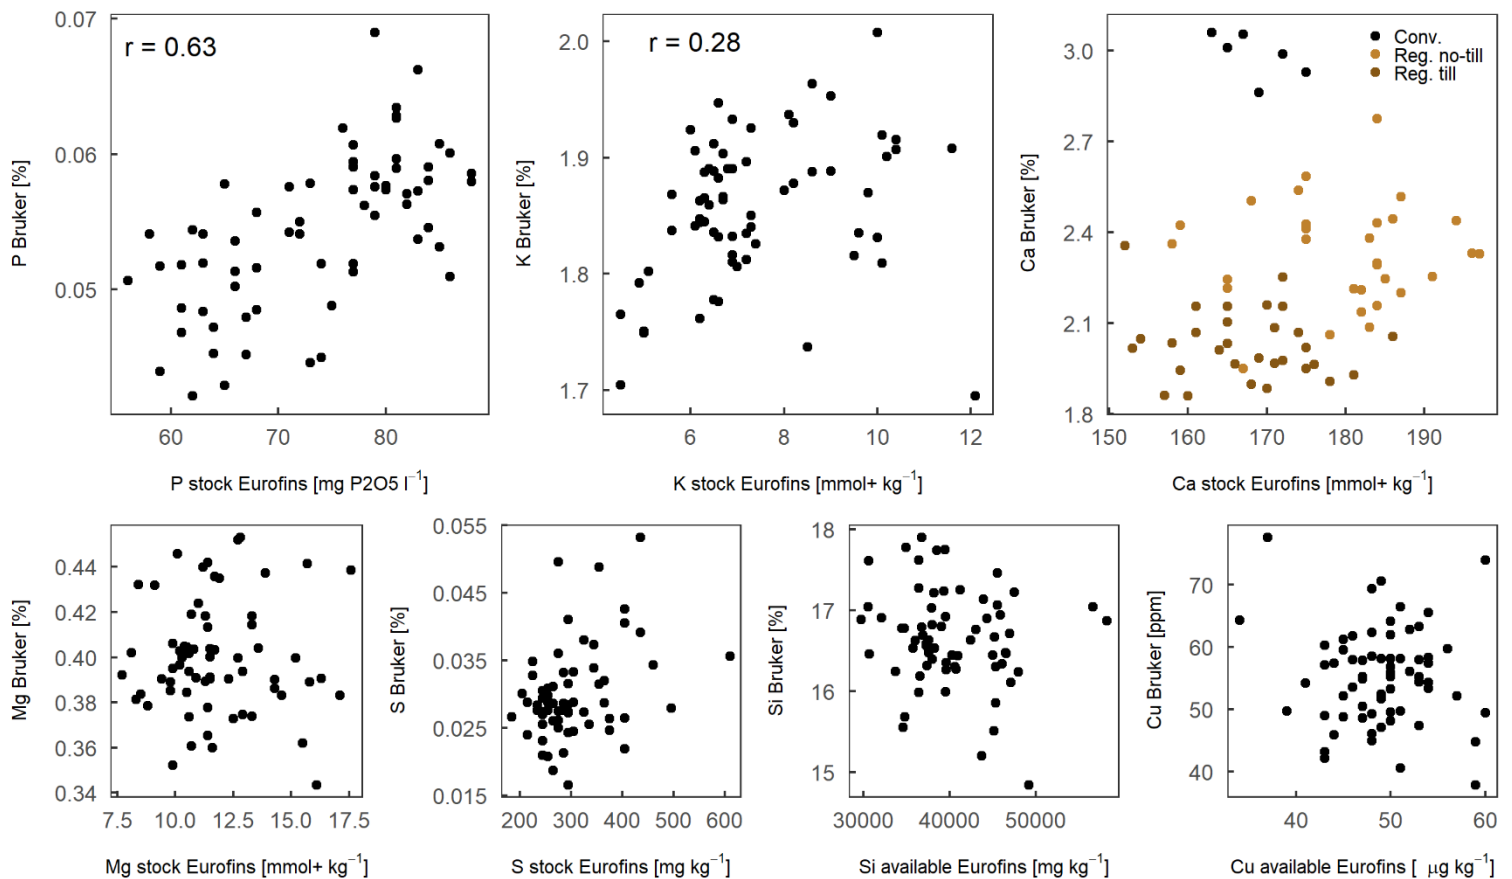 r = 0.63
P Bruker [%]
0.07
0.06
0.05
60 70 80
P stock Eurofins [mg P2O5 l⁻¹]
r = 0.28
K Bruker [%]
2.0
1.9
1.8
1.7
6 8 10 12
K stock Eurofins [mmol+ kg⁻¹]
Conv.
Reg. no-till
Reg. till
Ca Bruker [%]
3.0
2.7
2.4
2.1
1.8
150 160 170 180 190
Ca stock Eurofins [mmol+ kg⁻¹]
Mg Bruker [%]
0.44
0.42
0.40
0.38
0.36
0.34
7.5 10.0 12.5 15.0 17.5
Mg stock Eurofins [mmol+ kg⁻¹]
S Bruker [%]
0.055
0.045
0.035
0.025
0.015
200 300 400 500 600
S stock Eurofins [mg kg⁻¹]
Si Bruker [%]
18
17
16
15
30000 40000 50000
Si available Eurofins [mg kg⁻¹]
Cu Bruker [ppm]
70
60
50
40
40 50 60
Cu available Eurofins [ μg kg⁻¹]